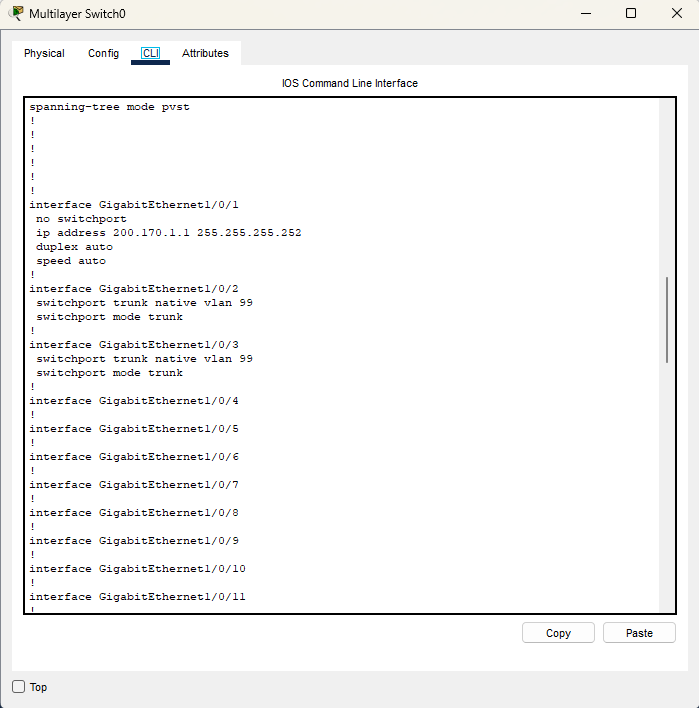 Multilayer Switch0
Physical Config CLI Attributes
IOS Command Line Interface
spanning-tree mode pvst
!
!
!
!
!
!
interface GigabitEthernet1/0/1
 no switchport
 ip address 200.170.1.1 255.255.255.252
 duplex auto
 speed auto
!
interface GigabitEthernet1/0/2
 switchport trunk native vlan 99
 switchport mode trunk
!
interface GigabitEthernet1/0/3
 switchport trunk native vlan 99
 switchport mode trunk
!
interface GigabitEthernet1/0/4
!
interface GigabitEthernet1/0/5
!
interface GigabitEthernet1/0/6
!
interface GigabitEthernet1/0/7
!
interface GigabitEthernet1/0/8
!
interface GigabitEthernet1/0/9
!
interface GigabitEthernet1/0/10
!
interface GigabitEthernet1/0/11
!
Copy Paste
Top